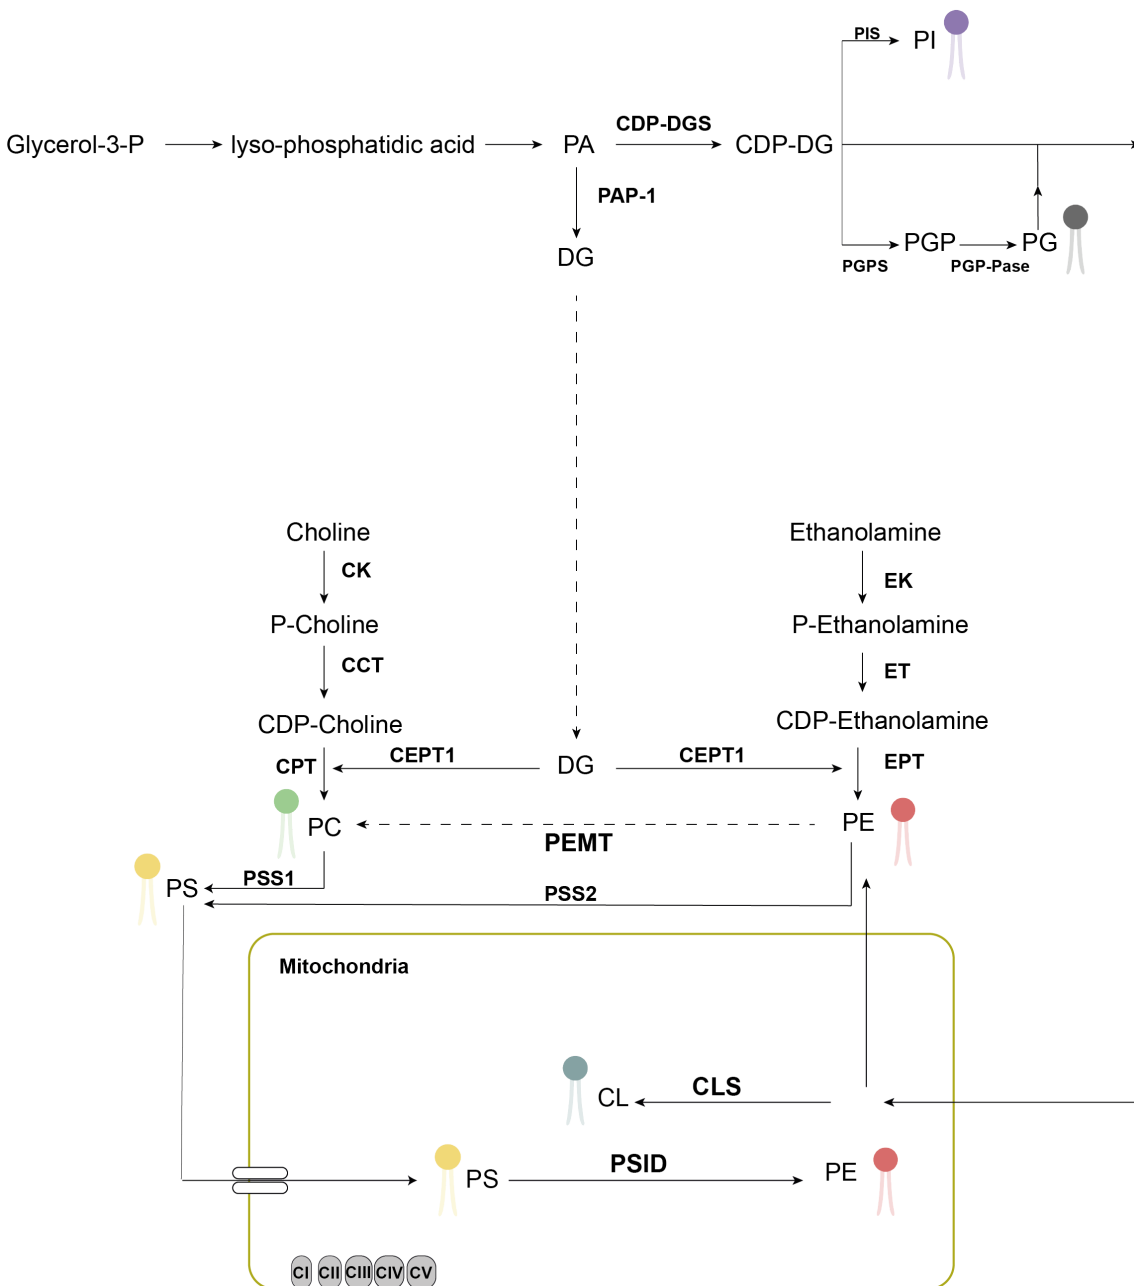 PIS
PI
Glycerol-3-P
lyso-phosphatidic acid
PA
CDP-DGS
CDP-DG
PAP-1
DG
PGPS
PGP
PGP-Pase
PG
Choline
CK
P-Choline
CCT
CDP-Choline
CPT
CEPT1
DG
CEPT1
Ethanolamine
EK
P-Ethanolamine
ET
CDP-Ethanolamine
EPT
PC
PEMT
PE
PS
PSS1
PSS2
Mitochondria
CL
CLS
PS
PSID
PE
CI CII CIII CIV CV